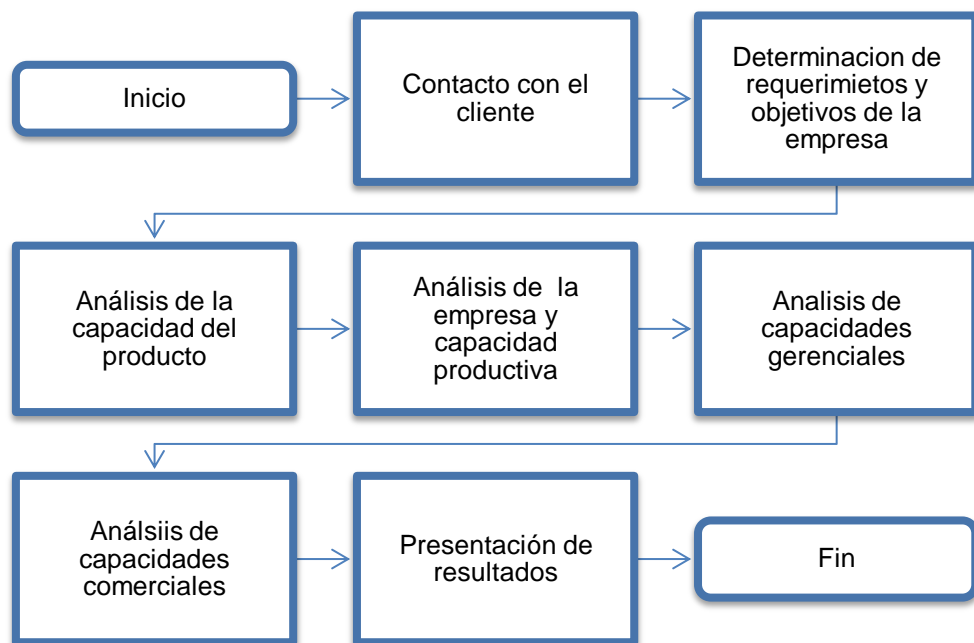 Inicio
Contacto con el
cliente
Determinacion de
requerimietos y
objetivos de la
empresa
Análisis de la
capacidad del
producto
Análisis de  la
empresa y
capacidad
productiva
Analisis de
capacidades
gerenciales
Análsiis de
capacidades
comerciales
Presentación de
resultados
Fin